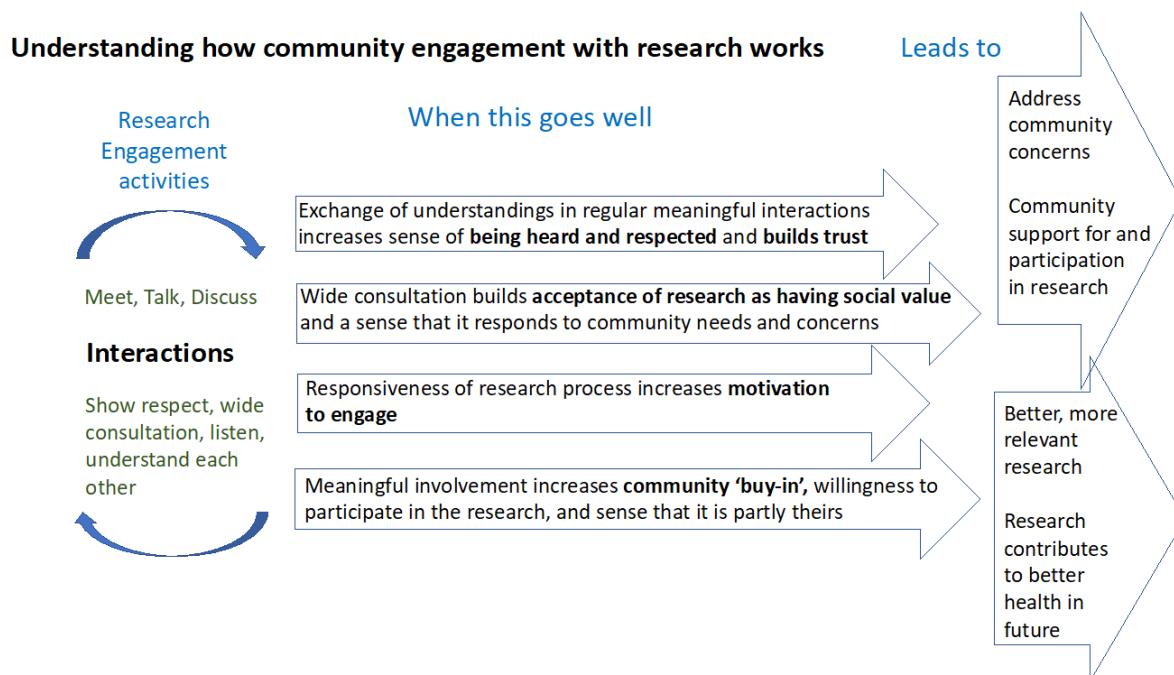 Understanding how community engagement with research works
Leads to
Research
Engagement
activities
When this goes well
Meet, Talk, Discuss
Interactions
Show respect, wide
consultation, listen,
understand each
other
Exchange of understandings in regular meaningful interactions
increases sense of being heard and respected and builds trust
Wide consultation builds acceptance of research as having social value
and a sense that it responds to community needs and concerns
Responsiveness of research process increases motivation
to engage
Meaningful involvement increases community ‘buy-in’, willingness to
participate in the research, and sense that it is partly theirs
Address
community
concerns
Community
support for and
participation
in research
Better, more
relevant
research
Research
contributes
to better
health in
future